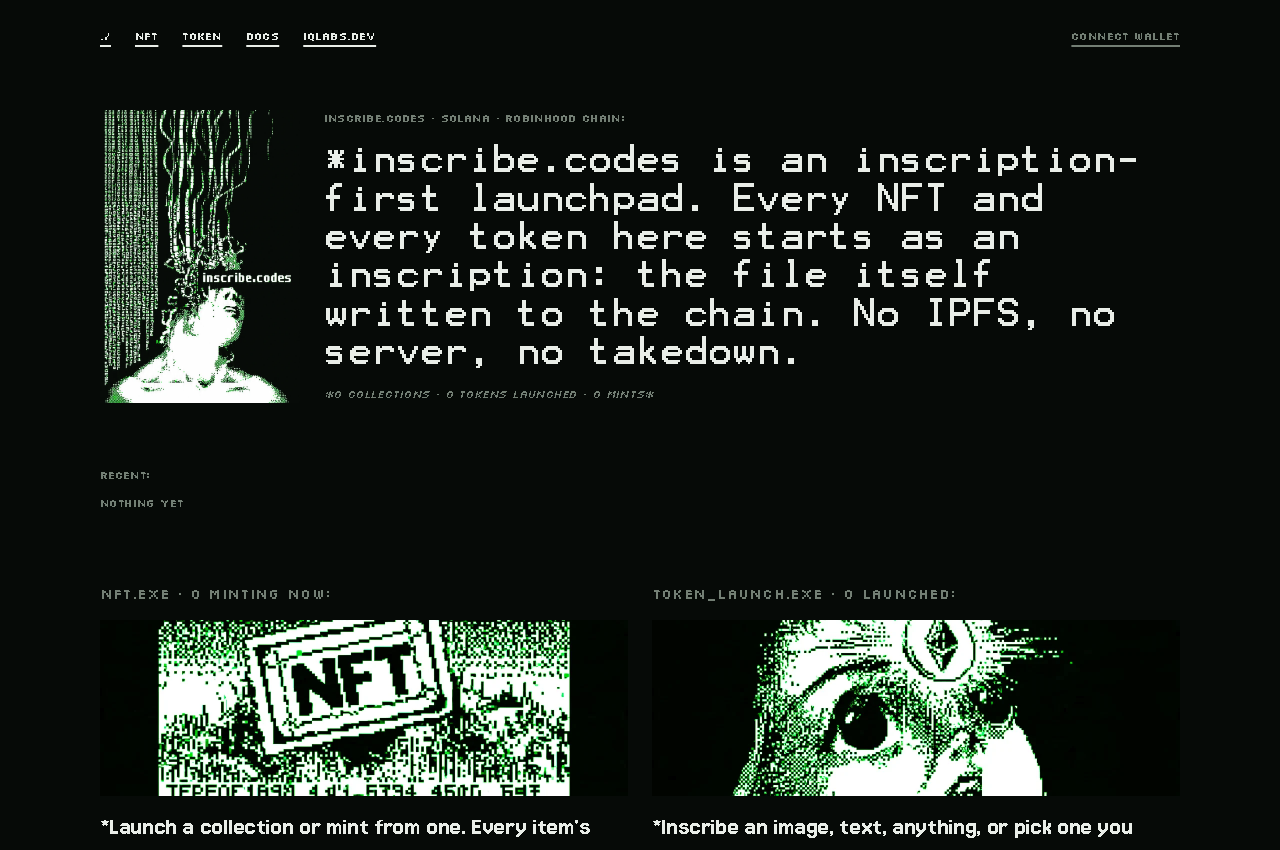 ./ NFT TOKEN DOCS IQLABS.DEV CONNECT WALLET
INSCRIBE.CODES · SOLANA · ROBINHOOD CHAIN:
*inscribe.codes is an inscription-
first launchpad. Every NFT and
every token here starts as an
inscription: the file itself
written to the chain. No IPFS, no
server, no takedown.
inscribe.codes
*0 COLLECTIONS · 0 TOKENS LAUNCHED · 0 MINTS*
RECENT:
NOTHING YET
NFT.EXE · 0 MINTING NOW:
NFT
*Launch a collection or mint from one. Every item's
TOKEN_LAUNCH.EXE · 0 LAUNCHED:
*Inscribe an image, text, anything, or pick one you